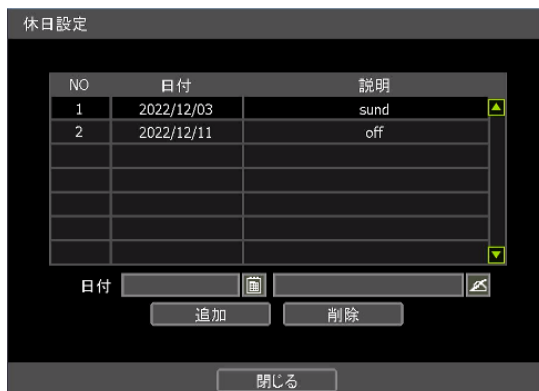 休日設定
NO 日付 説明
1 2022/12/03 sund
2 2022/12/11 off
日付
追加 削除
閉じる